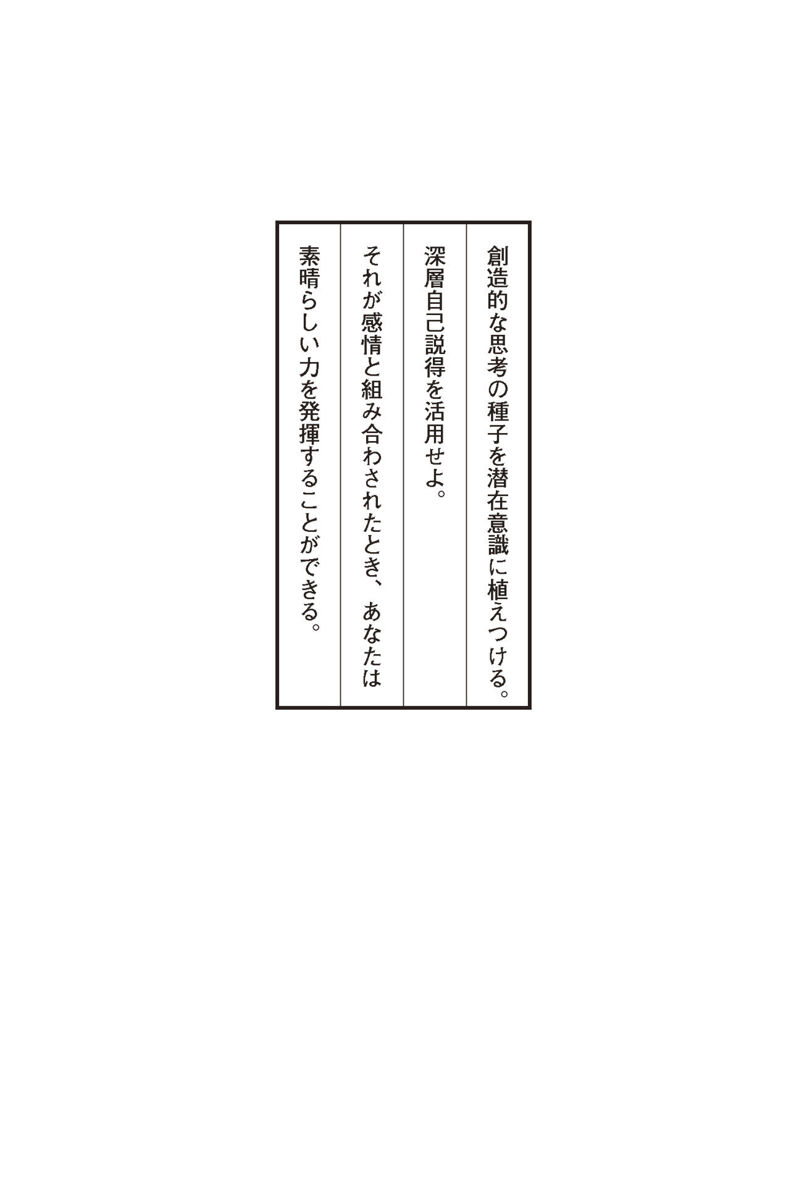 創造的な思考の種子を潜在意識に植えつける。
深層自己説得を活用せよ。
それが感情と組み合わされたとき、あなたは
素晴らしい力を発揮することができる。